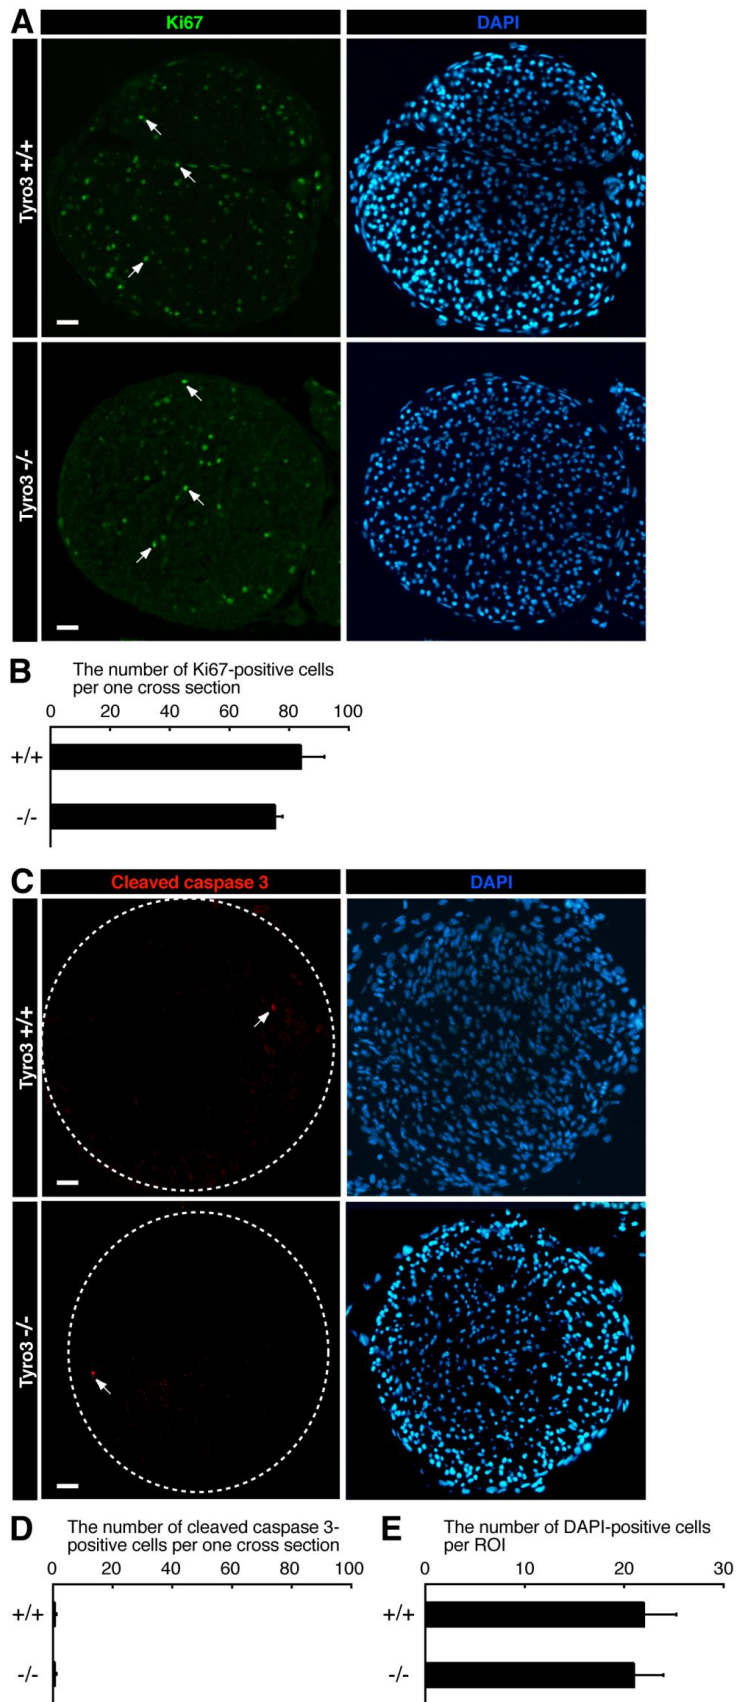 A
Ki67
DAPI
Tyro3 +/+
Tyro3 -/-
B
The number of Ki67-positive cells
per one cross section
0 20 40 60 80 100
+/+
-/-
C
Cleaved caspase 3
DAPI
Tyro3 +/+
Tyro3 -/-
D
The number of cleaved caspase 3-
positive cells per one cross section
0 20 40 60 80 100
+/+
-/-
E
The number of DAPI-positive cells
per ROI
0 10 20 30
+/+
-/-